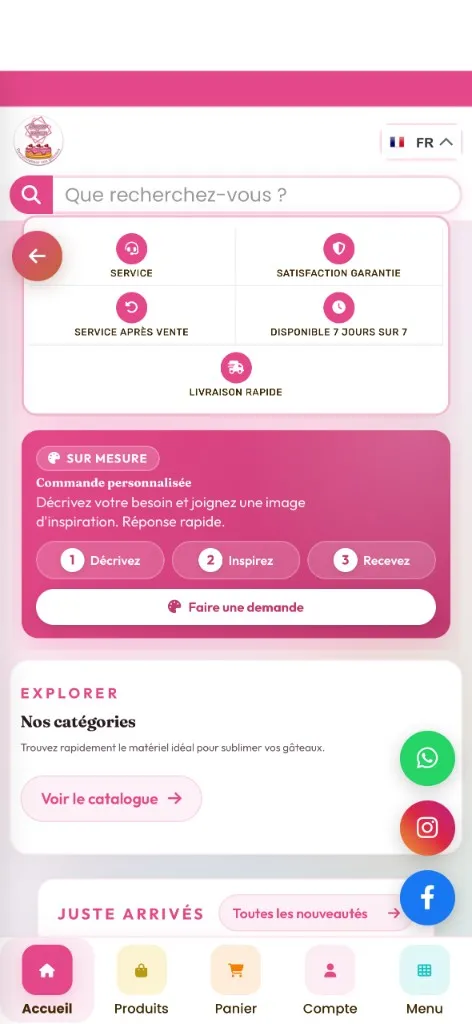 FR
Que recherchez-vous ?
SERVICE
SATISFACTION GARANTIE
SERVICE APRÈS VENTE
DISPONIBLE 7 JOURS SUR 7
LIVRAISON RAPIDE
SUR MESURE
Commande personnalisée
Décrivez votre besoin et joignez une image
d'inspiration. Réponse rapide.
1 Décrivez
2 Inspirez
3 Recevez
Faire une demande
EXPLORER
Nos catégories
Trouvez rapidement le matériel idéal pour sublimer vos gâteaux.
Voir le catalogue
JUSTE ARRIVÉS
Toutes les nouveautés
Accueil
Produits
Panier
Compte
Menu